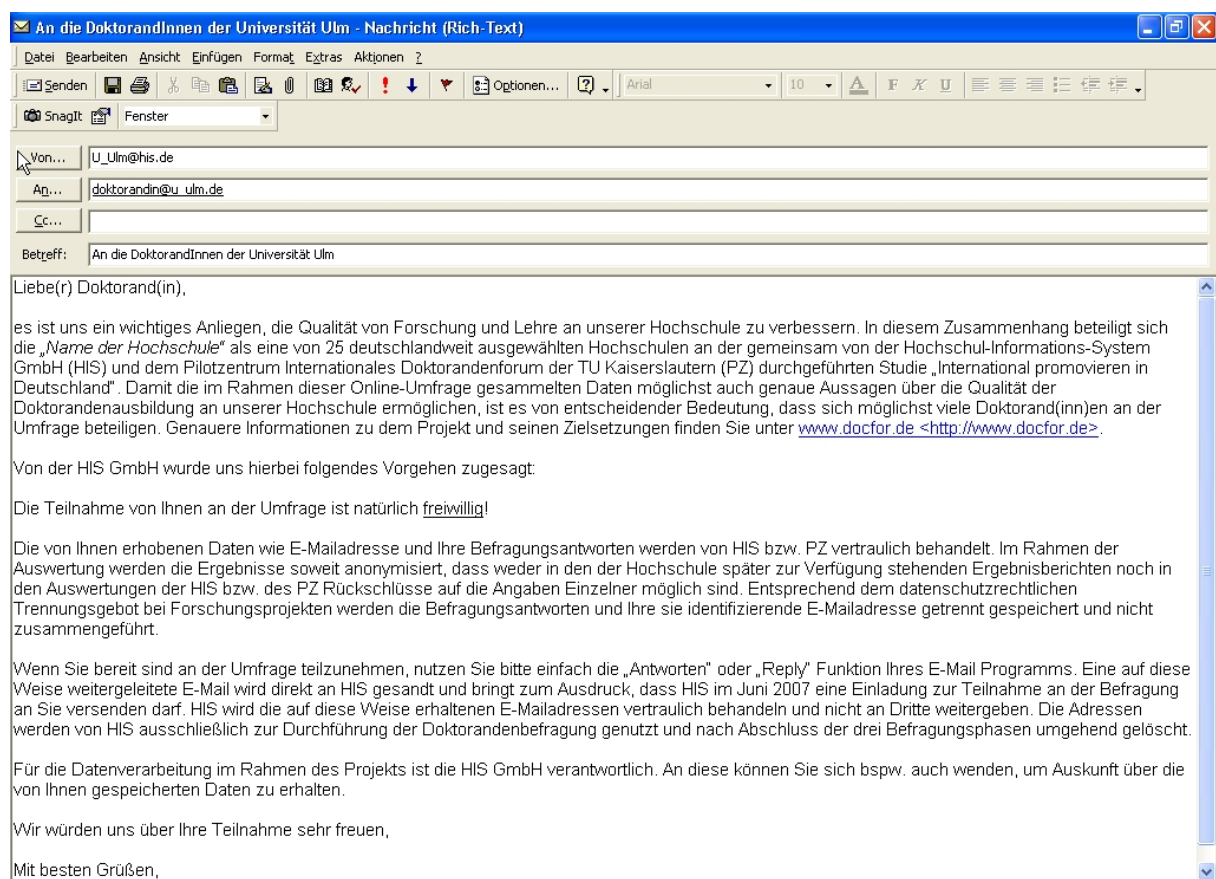 An die DoktorandInnen der Universität Ulm - Nachricht (Rich-Text)
Datei Bearbeiten Ansicht Einfügen Format Extras Aktionen ?
Senden Optionen... Arial 10 A F K U
SnagIt Fenster
Von... U_Ulm@his.de
An... doktorandin@u_ulm.de
Cc...
Betreff: An die DoktorandInnen der Universität Ulm
Liebe(r) Doktorand(in),
es ist uns ein wichtiges Anliegen, die Qualität von Forschung und Lehre an unserer Hochschule zu verbessern. In diesem Zusammenhang beteiligt sich
die „Name der Hochschule“ als eine von 25 deutschlandweit ausgewählten Hochschulen an der gemeinsam von der Hochschul-Informations-System
GmbH (HIS) und dem Pilotzentrum Internationales Doktorandenforum der TU Kaiserslautern (PZ) durchgeführten Studie „International promovieren in
Deutschland“. Damit die im Rahmen dieser Online-Umfrage gesammelten Daten möglichst auch genaue Aussagen über die Qualität der
Doktorandenausbildung an unserer Hochschule ermöglichen, ist es von entscheidender Bedeutung, dass sich möglichst viele Doktorand(inn)en an der
Umfrage beteiligen. Genauere Informationen zu dem Projekt und seinen Zielsetzungen finden Sie unter www.docfor.de <http://www.docfor.de>.
Von der HIS GmbH wurde uns hierbei folgendes Vorgehen zugesagt:
Die Teilnahme von Ihnen an der Umfrage ist natürlich freiwillig!
Die von Ihnen erhobenen Daten wie E-Mailadresse und Ihre Befragungsantworten werden von HIS bzw. PZ vertraulich behandelt. Im Rahmen der
Auswertung werden die Ergebnisse soweit anonymisiert, dass weder in den der Hochschule später zur Verfügung stehenden Ergebnisberichten noch in
den Auswertungen der HIS bzw. des PZ Rückschlüsse auf die Angaben Einzelner möglich sind. Entsprechend dem datenschutzrechtlichen
Trennungsgebot bei Forschungsprojekten werden die Befragungsantworten und Ihre sie identifizierende E-Mailadresse getrennt gespeichert und nicht
zusammengeführt.
Wenn Sie bereit sind an der Umfrage teilzunehmen, nutzen Sie bitte einfach die „Antworten“ oder „Reply“ Funktion Ihres E-Mail Programms. Eine auf diese
Weise weitergeleitete E-Mail wird direkt an HIS gesandt und bringt zum Ausdruck, dass HIS im Juni 2007 eine Einladung zur Teilnahme an der Befragung
an Sie versenden darf. HIS wird die auf diese Weise erhaltenen E-Mailadressen vertraulich behandeln und nicht an Dritte weitergeben. Die Adressen
werden von HIS ausschließlich zur Durchführung der Doktorandenbefragung genutzt und nach Abschluss der drei Befragungsphasen umgehend gelöscht.
Für die Datenverarbeitung im Rahmen des Projekts ist die HIS GmbH verantwortlich. An diese können Sie sich bspw. auch wenden, um Auskunft über die
von Ihnen gespeicherten Daten zu erhalten.
Wir würden uns über Ihre Teilnahme sehr freuen,
Mit besten Grüßen,